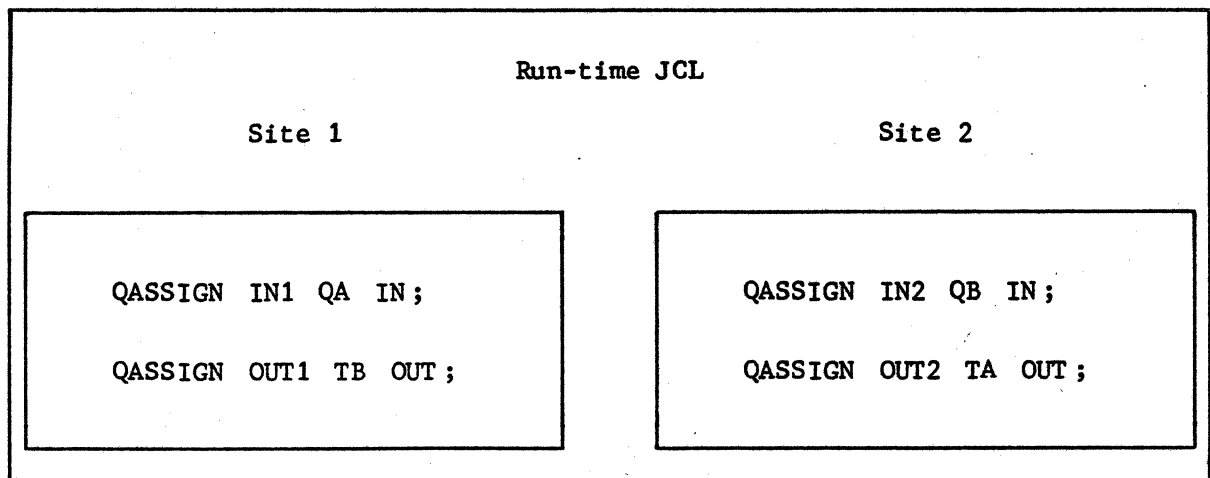 Run-time JCL
Site 1
Site 2
QASSIGN IN1 QA IN;
QASSIGN OUT1 TB OUT;
QASSIGN IN2 QB IN;
QASSIGN OUT2 TA OUT;